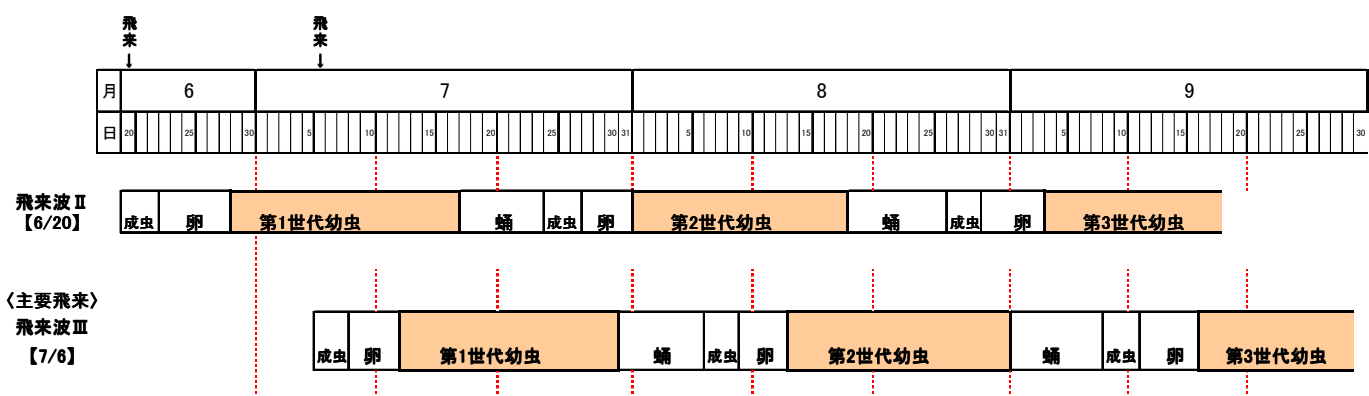 飛来 飛来
↓ ↓
月 6 7 8 9
日 20 25 30 5 10 15 20 25 30 31 5 10 15 20 25 30 31 5 10 15 20 25 30
飛来波Ⅱ
【6/20】
成虫 卵 第1世代幼虫 蛹 成虫 卵 第2世代幼虫 蛹 成虫 卵 第3世代幼虫
〈主要飛来〉
飛来波Ⅲ
【7/6】
成虫 卵 第1世代幼虫 蛹 成虫 卵 第2世代幼虫 蛹 成虫 卵 第3世代幼虫